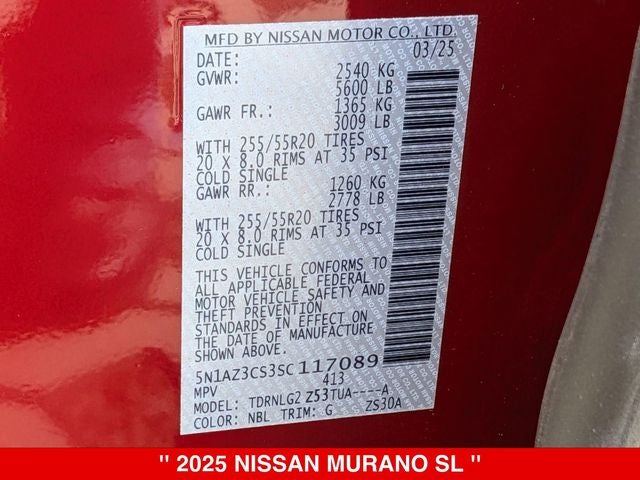 MFD BY NISSAN MOTOR CO., LTD.
DATE: 03/25
GVWR: 2540 KG
5600 LB
GAWR FR.: 1365 KG
3009 LB
WITH 255/55R20 TIRES
20 X 8.0 RIMS AT 35 PSI
COLD SINGLE
GAWR RR.: 1260 KG
2778 LB
WITH 255/55R20 TIRES
20 X 8.0 RIMS AT 35 PSI
COLD SINGLE
THIS VEHICLE CONFORMS TO
ALL APPLICABLE FEDERAL
MOTOR VEHICLE SAFETY AND
THEFT PREVENTION
STANDARDS IN EFFECT ON
THE DATE OF MANUFACTURE
SHOWN ABOVE.
5N1AZ3CS3SC117089
MPV 413
MODEL: TDRNLG2 Z53TUA----A
COLOR: NBL TRIM: G ZS30A
" 2025 NISSAN MURANO SL "